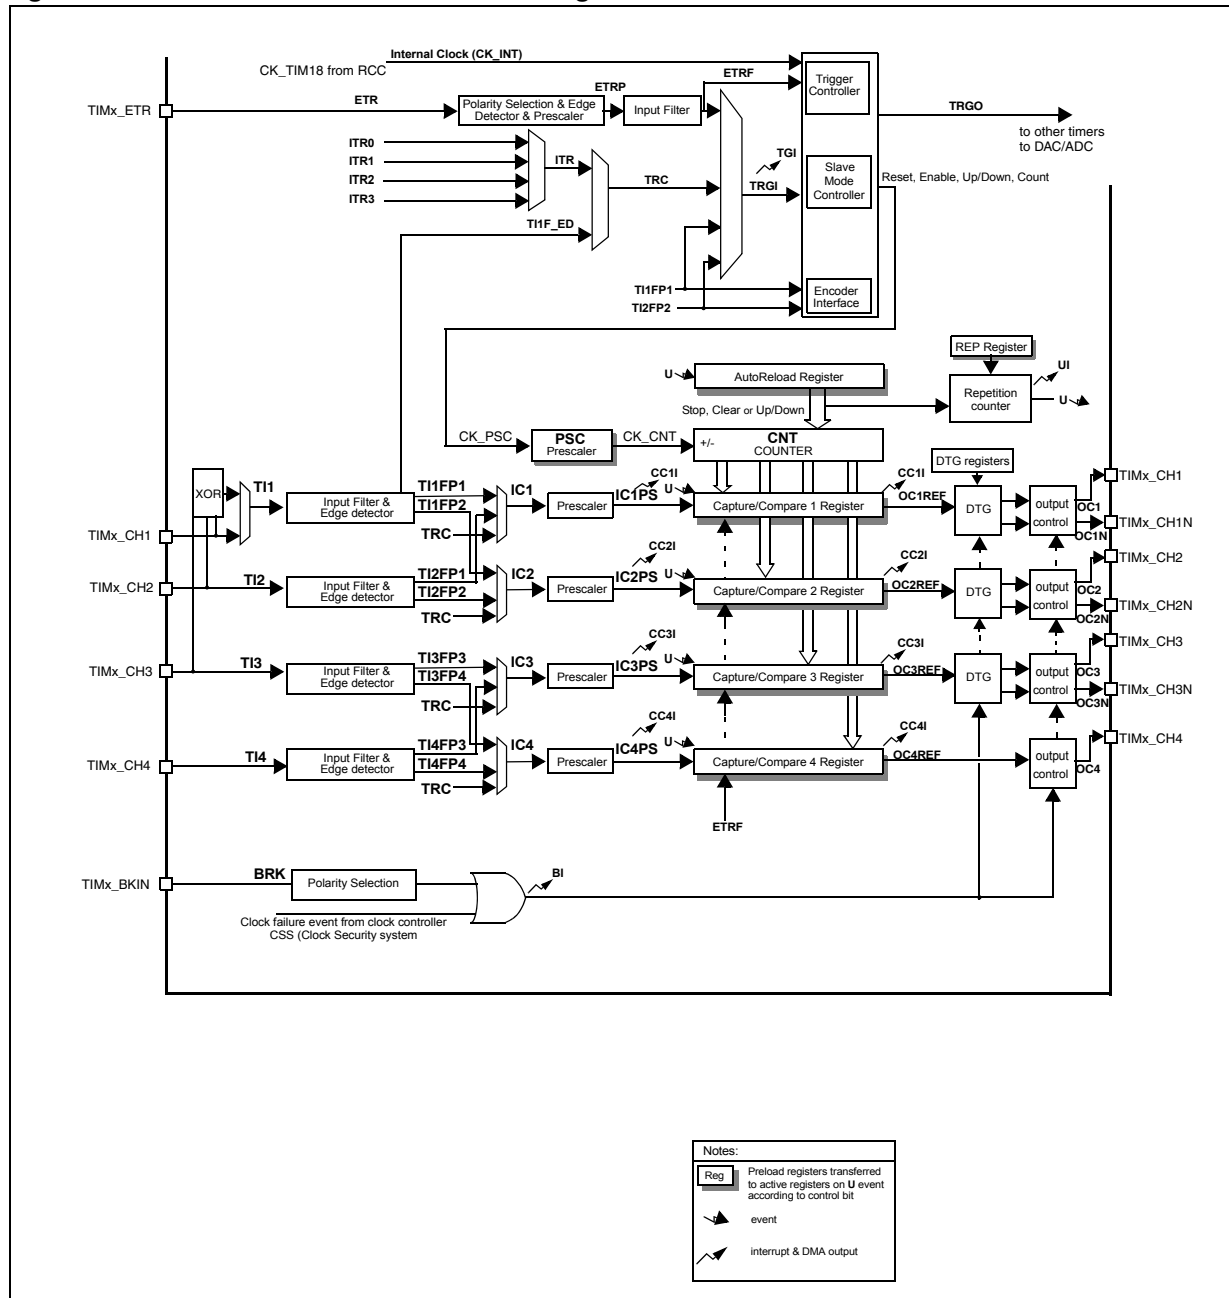 Internal Clock (CK_INT)
CK_TIM18 from RCC
TIMx_ETR
ETR
Polarity Selection & Edge
Detector & Prescaler
ETRP
Input Filter
ETRF
Trigger
Controller
TRGO
to other timers
to DAC/ADC
ITR0
ITR1
ITR2
ITR3
ITR
TRC
TI1F_ED
TGI
TRGI
Slave
Mode
Controller
Reset, Enable, Up/Down, Count
TI1FP1
TI2FP2
Encoder
Interface
REP Register
UI
U
AutoReload Register
Repetition
counter
U
Stop, Clear or Up/Down
CK_PSC
PSC
Prescaler
CK_CNT
+/-
CNT
COUNTER
DTG registers
XOR
TI1
Input Filter &
Edge detector
TI1FP1
TI1FP2
TRC
IC1
Prescaler
CC1I
IC1PS
U
Capture/Compare 1 Register
CC1I
OC1REF
DTG
output
control
OC1
OC1N
TIMx_CH1
TIMx_CH1N
TIMx_CH1
TIMx_CH2
TI2
Input Filter &
Edge detector
TI2FP1
TI2FP2
TRC
IC2
Prescaler
CC2I
IC2PS
U
Capture/Compare 2 Register
CC2I
OC2REF
DTG
output
control
OC2
OC2N
TIMx_CH2
TIMx_CH2N
TIMx_CH3
TI3
Input Filter &
Edge detector
TI3FP3
TI3FP4
TRC
IC3
Prescaler
CC3I
IC3PS
U
Capture/Compare 3 Register
CC3I
OC3REF
DTG
output
control
OC3
OC3N
TIMx_CH3
TIMx_CH3N
TIMx_CH4
TI4
Input Filter &
Edge detector
TI4FP3
TI4FP4
TRC
IC4
Prescaler
CC4I
IC4PS
U
Capture/Compare 4 Register
CC4I
OC4REF
output
control
OC4
TIMx_CH4
ETRF
TIMx_BKIN
BRK
Polarity Selection
BI
Clock failure event from clock controller
CSS (Clock Security system
Notes:
Reg
Preload registers transferred
to active registers on U event
according to control bit
event
interrupt & DMA output